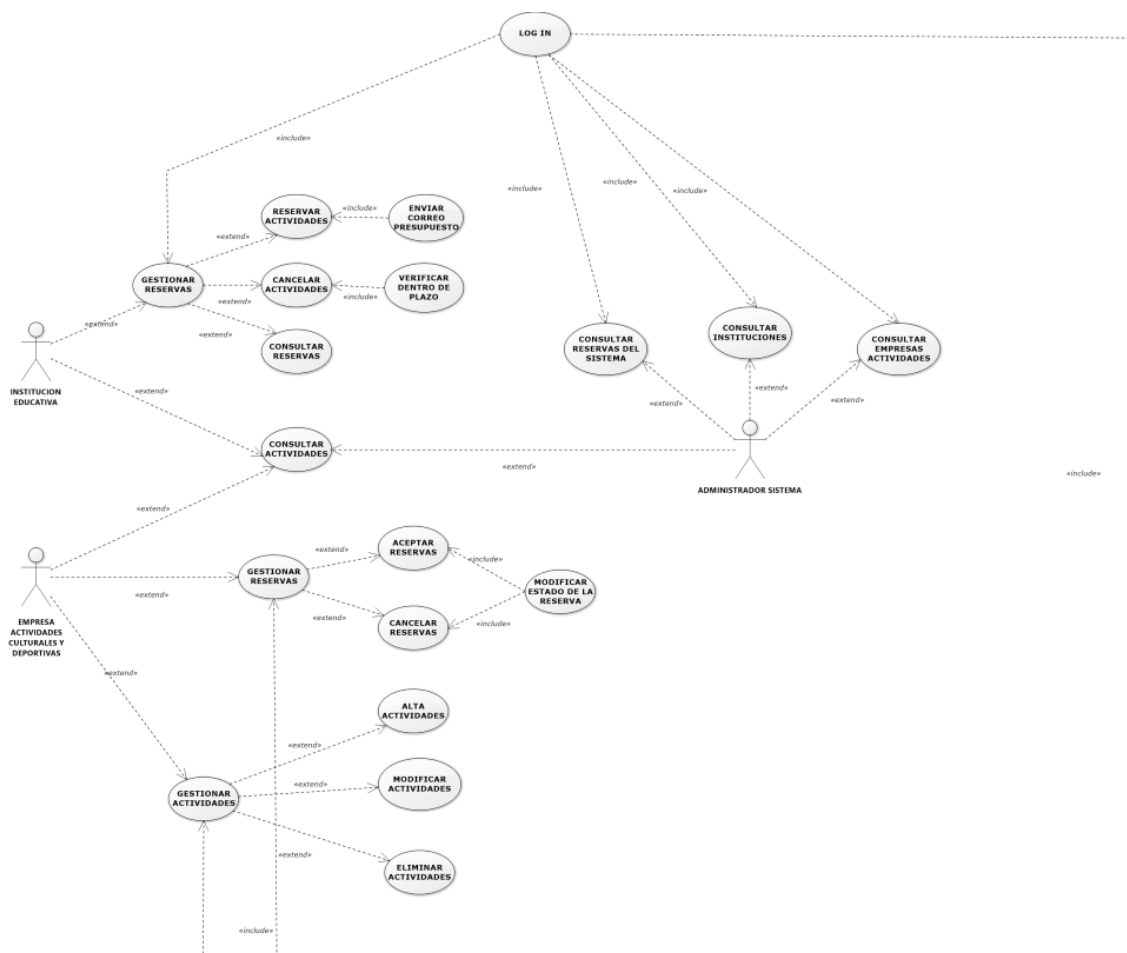 LOG IN
«include»
«include»
«include»
«include»
RESERVAR
ACTIVIDADES
«include»
ENVIAR
CORREO
PRESUPUESTO
«extend»
GESTIONAR
RESERVAS
CANCELAR
ACTIVIDADES
VERIFICAR
DENTRO DE
PLAZO
«extend»
«include»
«extend»
«extend»
CONSULTAR
RESERVAS
INSTITUCION
EDUCATIVA
«extend»
CONSULTAR
RESERVAS DEL
SISTEMA
CONSULTAR
INSTITUCIONES
CONSULTAR
EMPRESAS
ACTIVIDADES
«extend»
«extend»
«extend»
CONSULTAR
ACTIVIDADES
«extend»
ADMINISTRADOR SISTEMA
«include»
«extend»
EMPRESA
ACTIVIDADES
CULTURALES Y
DEPORTIVAS
«extend»
GESTIONAR
RESERVAS
«extend»
ACEPTAR
RESERVAS
«include»
MODIFICAR
ESTADO DE LA
RESERVA
«extend»
CANCELAR
RESERVAS
«include»
«extend»
ALTA
ACTIVIDADES
«extend»
GESTIONAR
ACTIVIDADES
«extend»
MODIFICAR
ACTIVIDADES
«extend»
ELIMINAR
ACTIVIDADES
«include»